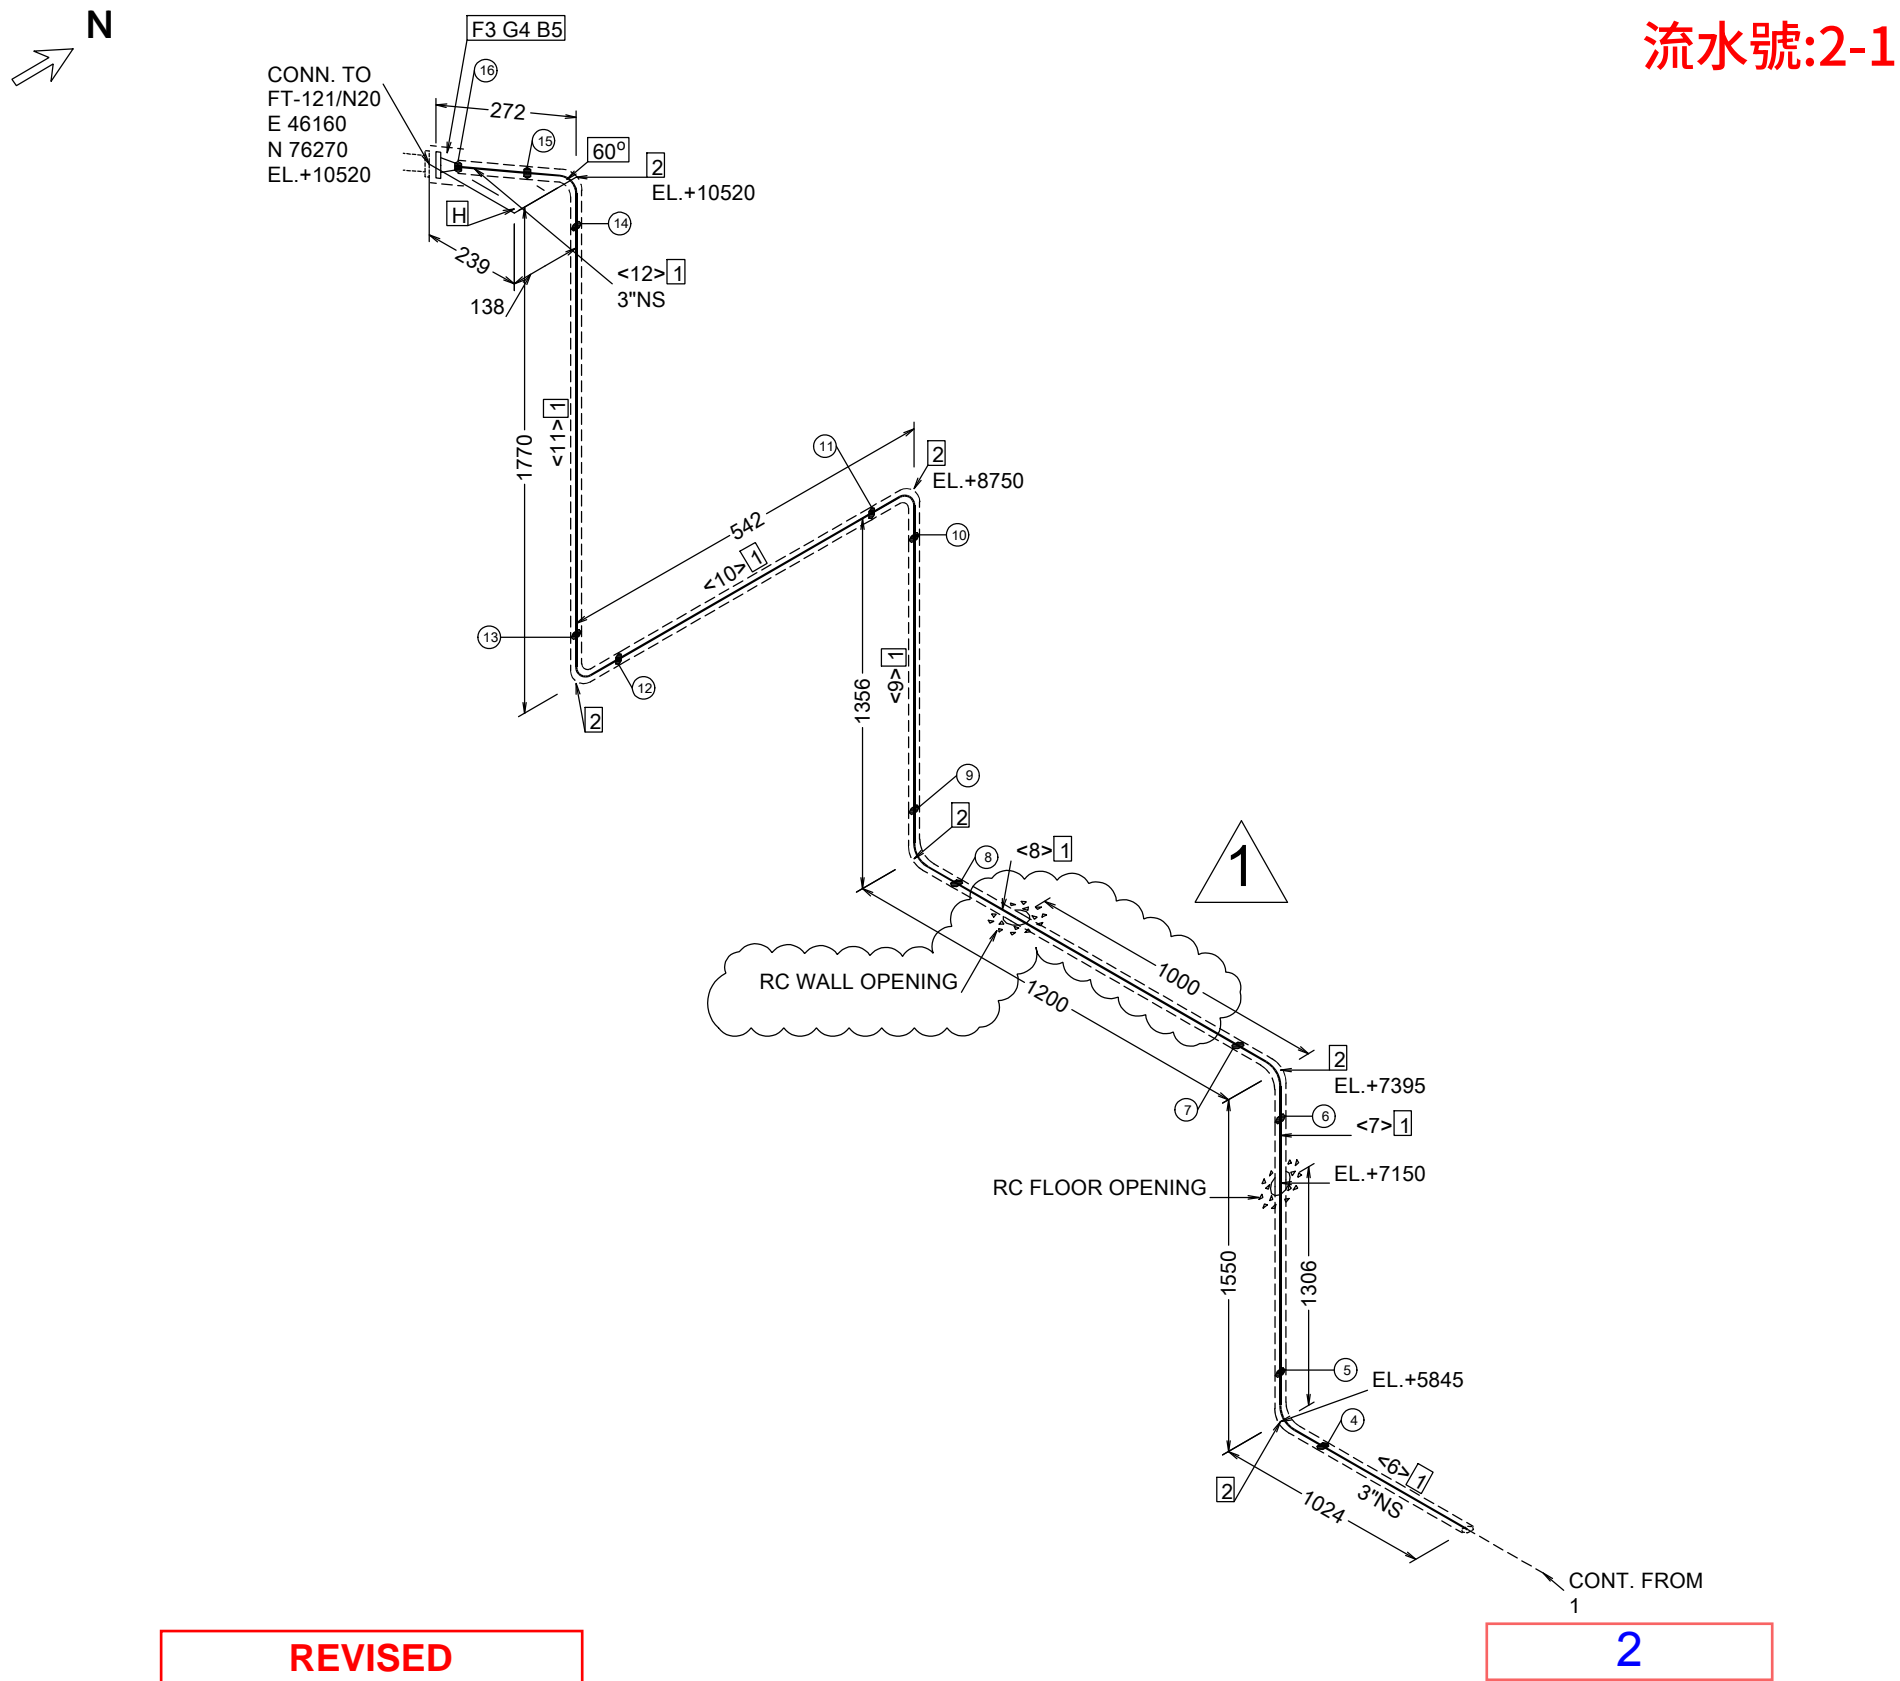 N
流水號:2-1
F3 G4 B5
16
CONN. TO
FT-121/N20
E 46160
N 76270
EL.+10520
272
15
60°
2
EL.+10520
H
14
239
138
<12>1
3"NS
<11>1
1770
11
2
EL.+8750
542
<10>1
10
13
12
2
<9>1
1356
9
2
8
<8>1
1
RC WALL OPENING
1000
1200
2
EL.+7395
7
6
<7>1
EL.+7150
RC FLOOR OPENING
1550
1306
5
EL.+5845
4
<6>1
3"NS
2
1024
CONT. FROM
1
REVISED
2